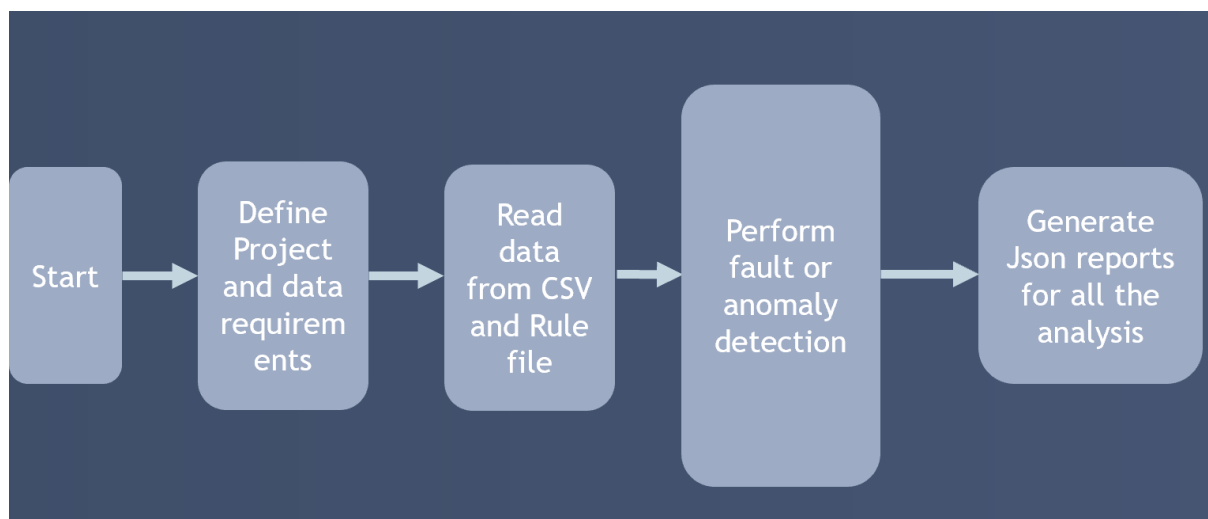 Start
Define
Project
and data
requirem
ents
Read
data
from CSV
and Rule
file
Perform
fault or
anomaly
detection
Generate
Json reports
for all the
analysis